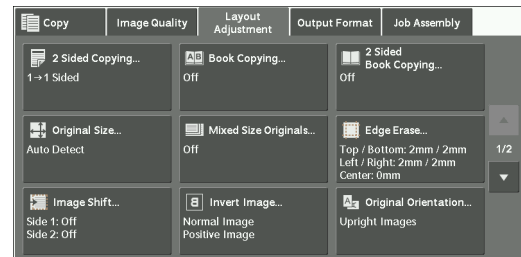 Copy
Image Quality
Layout
Adjustment
Output Format
Job Assembly
2 Sided Copying...
1→1 Sided
Book Copying...
Off
2 Sided
Book Copying...
Off
Original Size...
Auto Detect
Mixed Size Originals...
Off
Edge Erase...
Top / Bottom: 2mm / 2mm
Left / Right: 2mm / 2mm
Center: 0mm
1/2
Image Shift...
Side 1: Off
Side 2: Off
Invert Image...
Normal Image
Positive Image
Original Orientation...
Upright Images